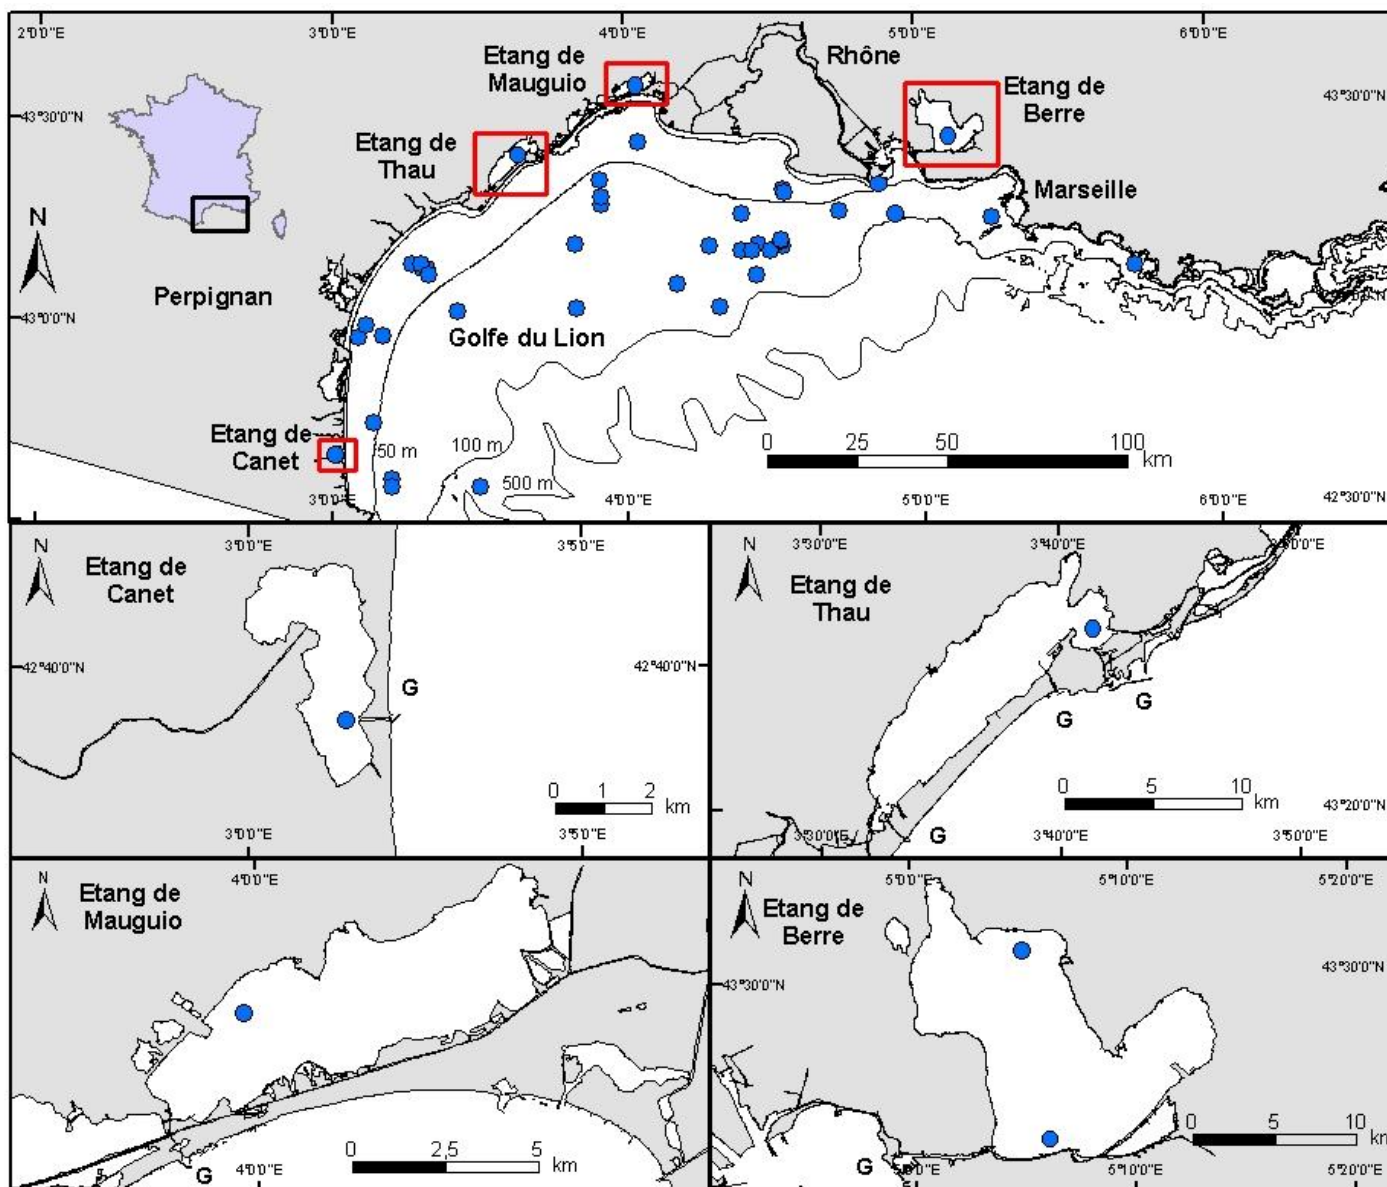 2°0'0"E 3°0'0"E 4°0'0"E 5°0'0"E 6°0'0"E
Etang de
Mauguio
Rhône
Etang de
Berre
43°30'0"N
43°30'0"N
Etang de
Thau
Marseille
N
Perpignan
43°0'0"N
Golfe du Lion
Etang de
Canet
50 m
100 m
500 m
0 25 50 100
km
3°0'0"E 4°0'0"E 5°0'0"E 6°0'0"E
42°30'0"N
N
Etang de
Canet
3°0'0"E 3°5'0"E
42°40'0"N 42°40'0"N
G
0 1 2
km
3°0'0"E 3°5'0"E
N
Etang de
Thau
3°30'0"E 3°40'0"E
G
G
G
0 5 10
km
43°20'0"N
3°30'0"E 3°40'0"E 3°50'0"E
N
Etang de
Mauguio
4°0'0"E
0 2,5 5
km
G
4°0'0"E
N
Etang de
Berre
5°0'0"E 5°10'0"E 5°20'0"E
43°30'0"N 43°30'0"N
0 5 10
km
G
5°10'0"E 5°20'0"E